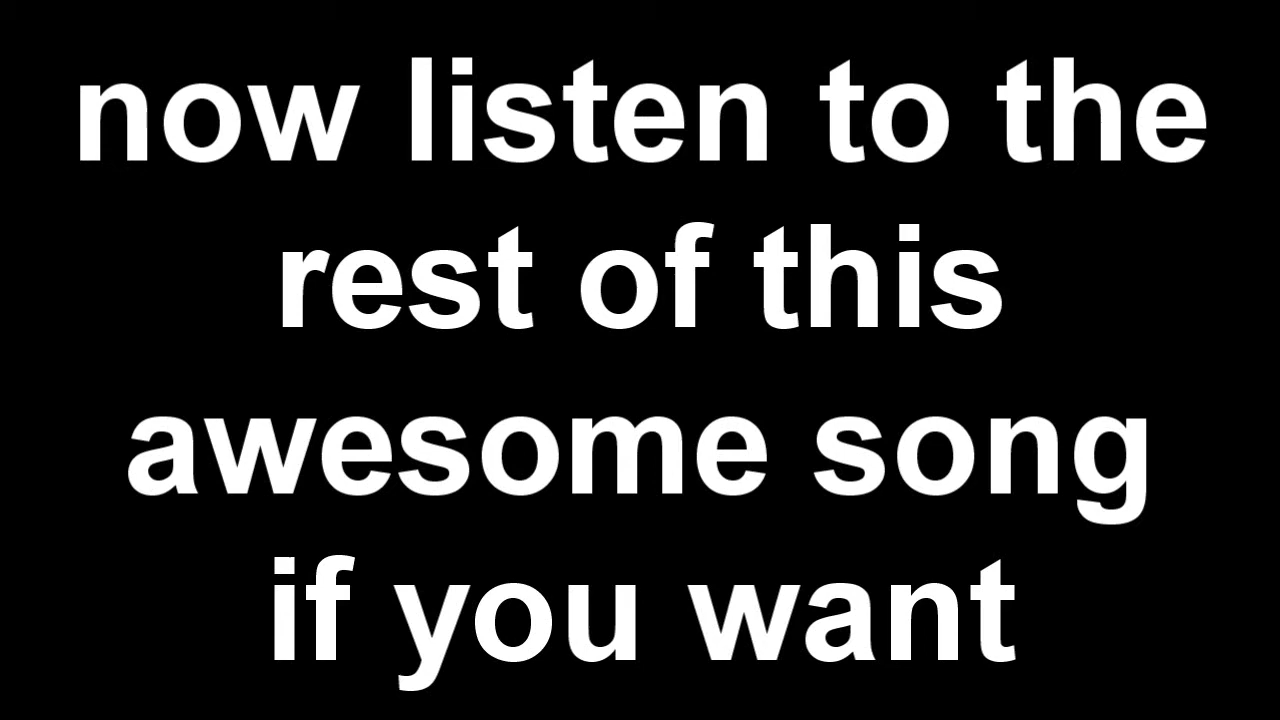 now listen to the
rest of this
awesome song
if you want